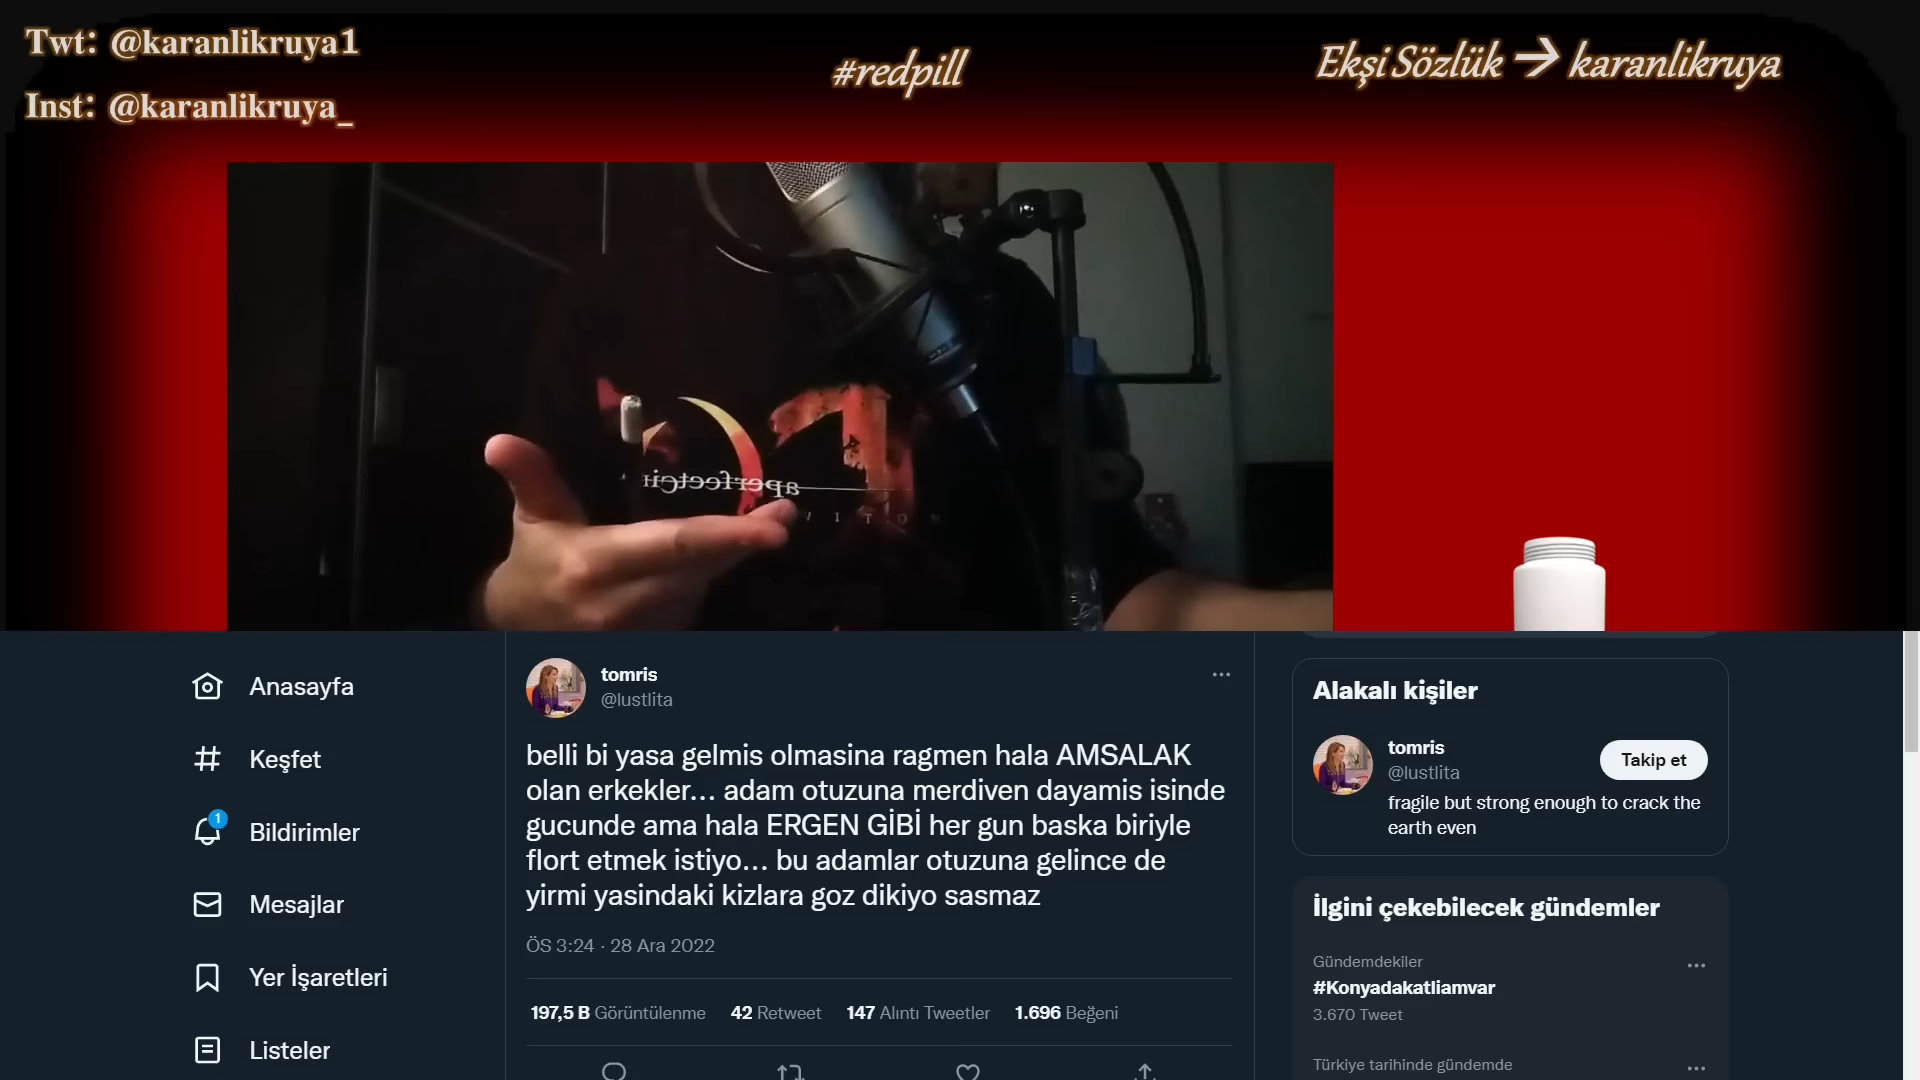 Twt: @karanlikruya1
Inst: @karanlikruya_
#redpill
Ekşi Sözlük → karanlikruya
aperfectcir
V I T O
Anasayfa
Keşfet
1
Bildirimler
Mesajlar
Yer İşaretleri
Listeler
tomris
@lustlita
belli bi yasa gelmis olmasina ragmen hala AMSALAK
olan erkekler... adam otuzuna merdiven dayamis isinde
gucunde ama hala ERGEN GİBİ her gun baska biriyle
flort etmek istiyo... bu adamlar otuzuna gelince de
yirmi yasindaki kizlara goz dikiyo sasmaz
ÖS 3:24 · 28 Ara 2022
197,5 B Görüntülenme 42 Retweet 147 Alıntı Tweetler 1.696 Beğeni
Alakalı kişiler
tomris
@lustlita
Takip et
fragile but strong enough to crack the
earth even
İlgini çekebilecek gündemler
Gündemdekiler
#Konyadakatliamvar
3.670 Tweet
Türkiye tarihinde gündemde